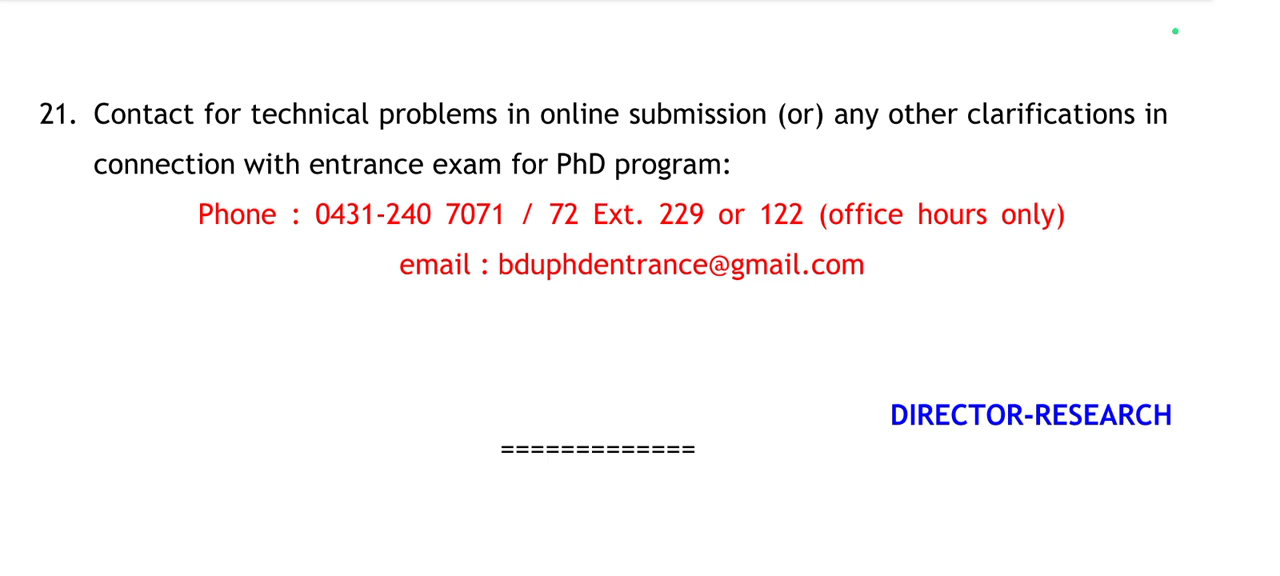 21. Contact for technical problems in online submission (or) any other clarifications in
connection with entrance exam for PhD program:
Phone : 0431-240 7071 / 72 Ext. 229 or 122 (office hours only)
email : bduphdentrance@gmail.com
DIRECTOR-RESEARCH
=============